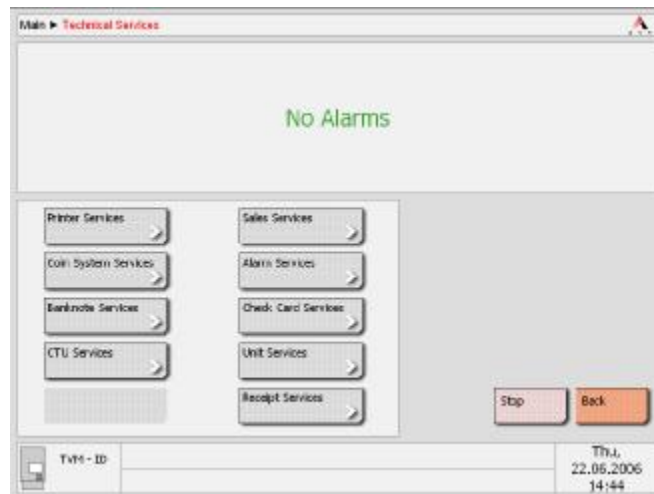 Main ► Technical Services
No Alarms
Printer Services
Sales Services
Coin System Services
Alarm Services
Banknote Services
Check Card Services
CTU Services
Unit Services
Receipt Services
Stop
Back
TVM - ID
Thu,
22.06.2006
14:44